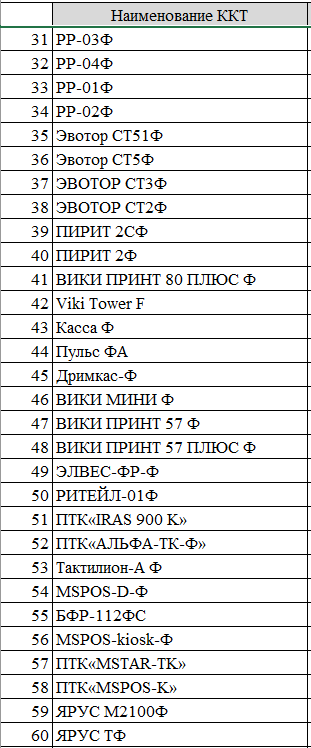 Наименование ККТ
31 РР-03Ф
32 РР-04Ф
33 РР-01Ф
34 РР-02Ф
35 Эвотор СТ51Ф
36 Эвотор СТ5Ф
37 ЭВОТОР СТ3Ф
38 ЭВОТОР СТ2Ф
39 ПИРИТ 2СФ
40 ПИРИТ 2Ф
41 ВИКИ ПРИНТ 80 ПЛЮС Ф
42 Viki Tower F
43 Касса Ф
44 Пульс ФА
45 Дримкас-Ф
46 ВИКИ МИНИ Ф
47 ВИКИ ПРИНТ 57 Ф
48 ВИКИ ПРИНТ 57 ПЛЮС Ф
49 ЭЛВЕС-ФР-Ф
50 РИТЕЙЛ-01Ф
51 ПТК«IRAS 900 K»
52 ПТК«АЛЬФА-ТК-Ф»
53 Тактилион-А Ф
54 MSPOS-D-Ф
55 БФР-112ФС
56 MSPOS-kiosk-Ф
57 ПТК«MSTAR-TK»
58 ПТК«MSPOS-K»
59 ЯРУС М2100Ф
60 ЯРУС ТФ